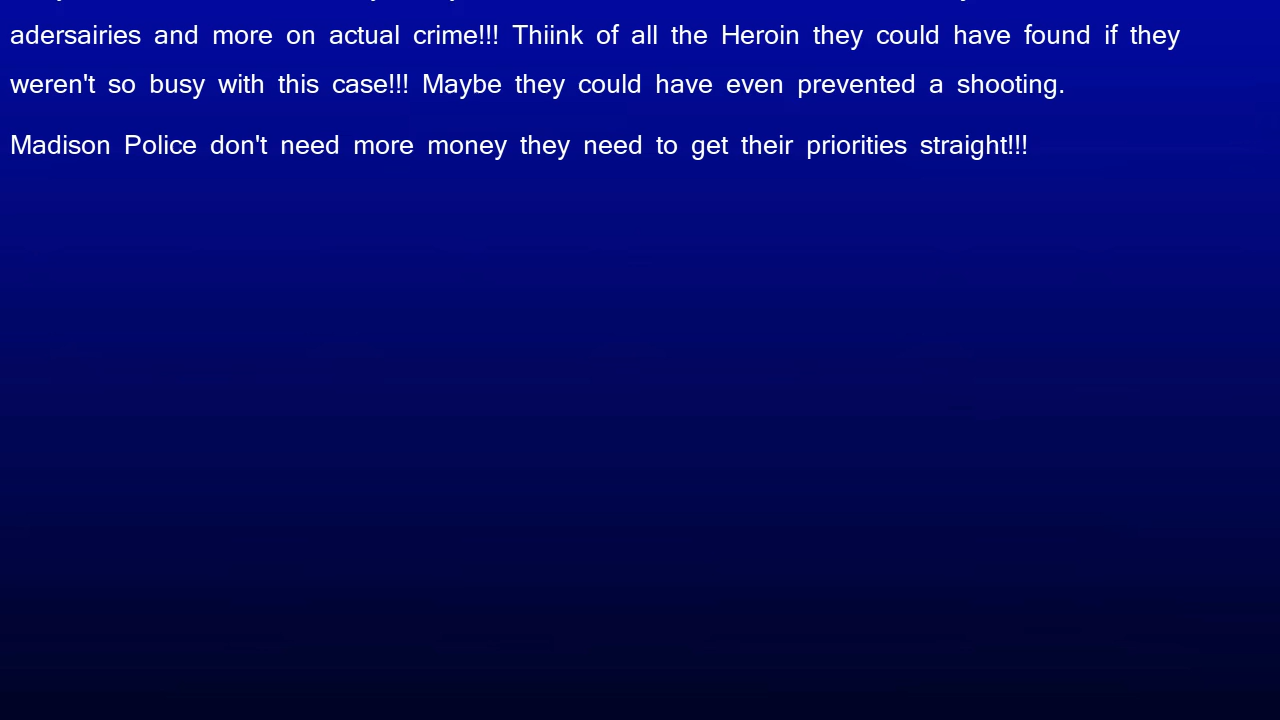 adersairies and more on actual crime!!! Thiink of all the Heroin they could have found if they
weren't so busy with this case!!! Maybe they could have even prevented a shooting.
Madison Police don't need more money they need to get their priorities straight!!!